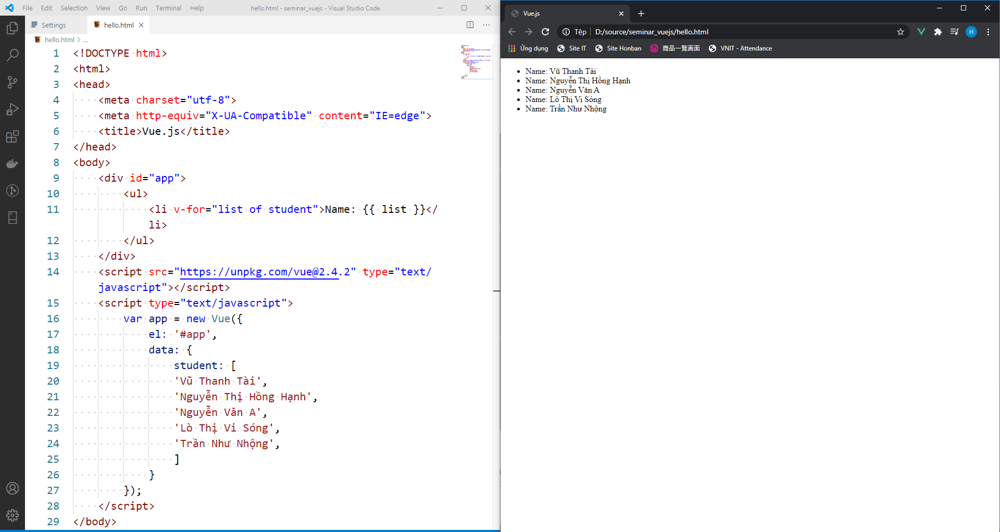 File Edit Selection View Go Run Terminal Help hello.html - seminar_vuejs - Visual Studio Code
Settings hello.html
hello.html > ...
1 <!DOCTYPE html>
2 <html>
3 <head>
4 <meta charset="utf-8">
5 <meta http-equiv="X-UA-Compatible" content="IE=edge">
6 <title>Vue.js</title>
7 </head>
8 <body>
9 <div id="app">
10 <ul>
11 <li v-for="list of student">Name: {{ list }}</
li>
12 </ul>
13 </div>
14 <script src="https://unpkg.com/vue@2.4.2" type="text/
javascript"></script>
15 <script type="text/javascript">
16 var app = new Vue({
17 el: '#app',
18 data: {
19 student: [
20 'Vũ Thanh Tài',
21 'Nguyễn Thị Hồng Hạnh',
22 'Nguyễn Văn A',
23 'Lò Thị Vi Sóng',
24 'Trần Như Nhộng',
25 ]
26 }
27 });
28 </script>
29 </body>
Vue.js
Tệp D:/source/seminar_vuejs/hello.html H
Ứng dụng Site IT Site Honban 商品一覧画面 VNIT - Attendance
Name: Vũ Thanh Tài
Name: Nguyễn Thị Hồng Hạnh
Name: Nguyễn Văn A
Name: Lò Thị Vi Sóng
Name: Trần Như Nhộng